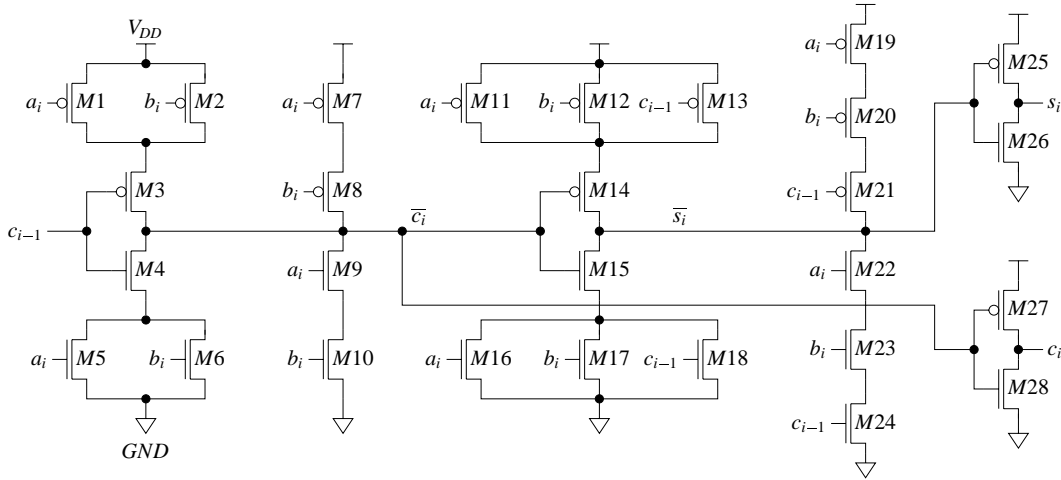 V_DD
a_i M19
M25
a_i M1 b_i M2 a_i M7 a_i M11 b_i M12 c_{i−1} M13 s_i
b_i M20
M26
M3 b_i M8 M14 c_{i−1} M21
c_{i−1} \overline{c_i} \overline{s_i}
M4 a_i M9 M15 a_i M22
M27
a_i M5 b_i M6 b_i M10 a_i M16 b_i M17 c_{i−1} M18 b_i M23 c_i
M28
c_{i−1} M24
GND